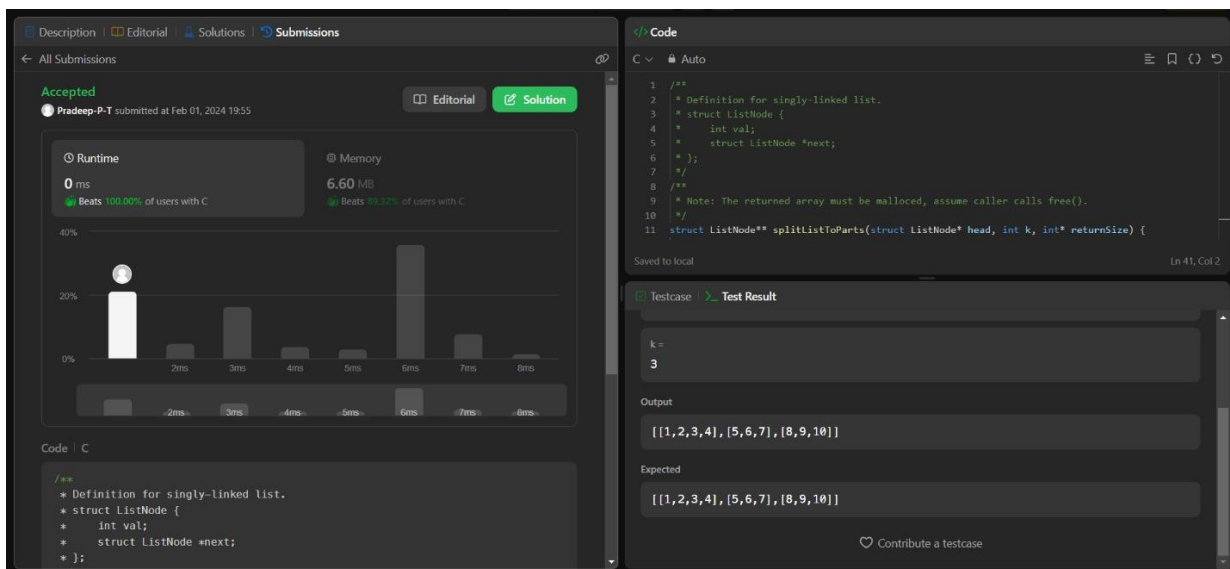 Description | Editorial | Solutions | Submissions
← All Submissions
Accepted
Pradeep-P-T submitted at Feb 01, 2024 19:55
Editorial
Solution
Runtime
0 ms
Beats 100.00% of users with C
Memory
6.60 MB
Beats 89.32% of users with C
40%
20%
0%
2ms 3ms 4ms 5ms 6ms 7ms 8ms
2ms 3ms 4ms 5ms 6ms 7ms 8ms
Code | C
/**
* Definition for singly-linked list.
* struct ListNode {
*     int val;
*     struct ListNode *next;
* };
</> Code
C Auto
1 /**
2 * Definition for singly-linked list.
3 * struct ListNode {
4 *     int val;
5 *     struct ListNode *next;
6 * };
7 */
8 /**
9 * Note: The returned array must be malloced, assume caller calls free().
10 */
11 struct ListNode** splitListToParts(struct ListNode* head, int k, int* returnSize) {
Saved to local
Ln 41, Col 2
Testcase | >_ Test Result
k =
3
Output
[[1,2,3,4],[5,6,7],[8,9,10]]
Expected
[[1,2,3,4],[5,6,7],[8,9,10]]
Contribute a testcase